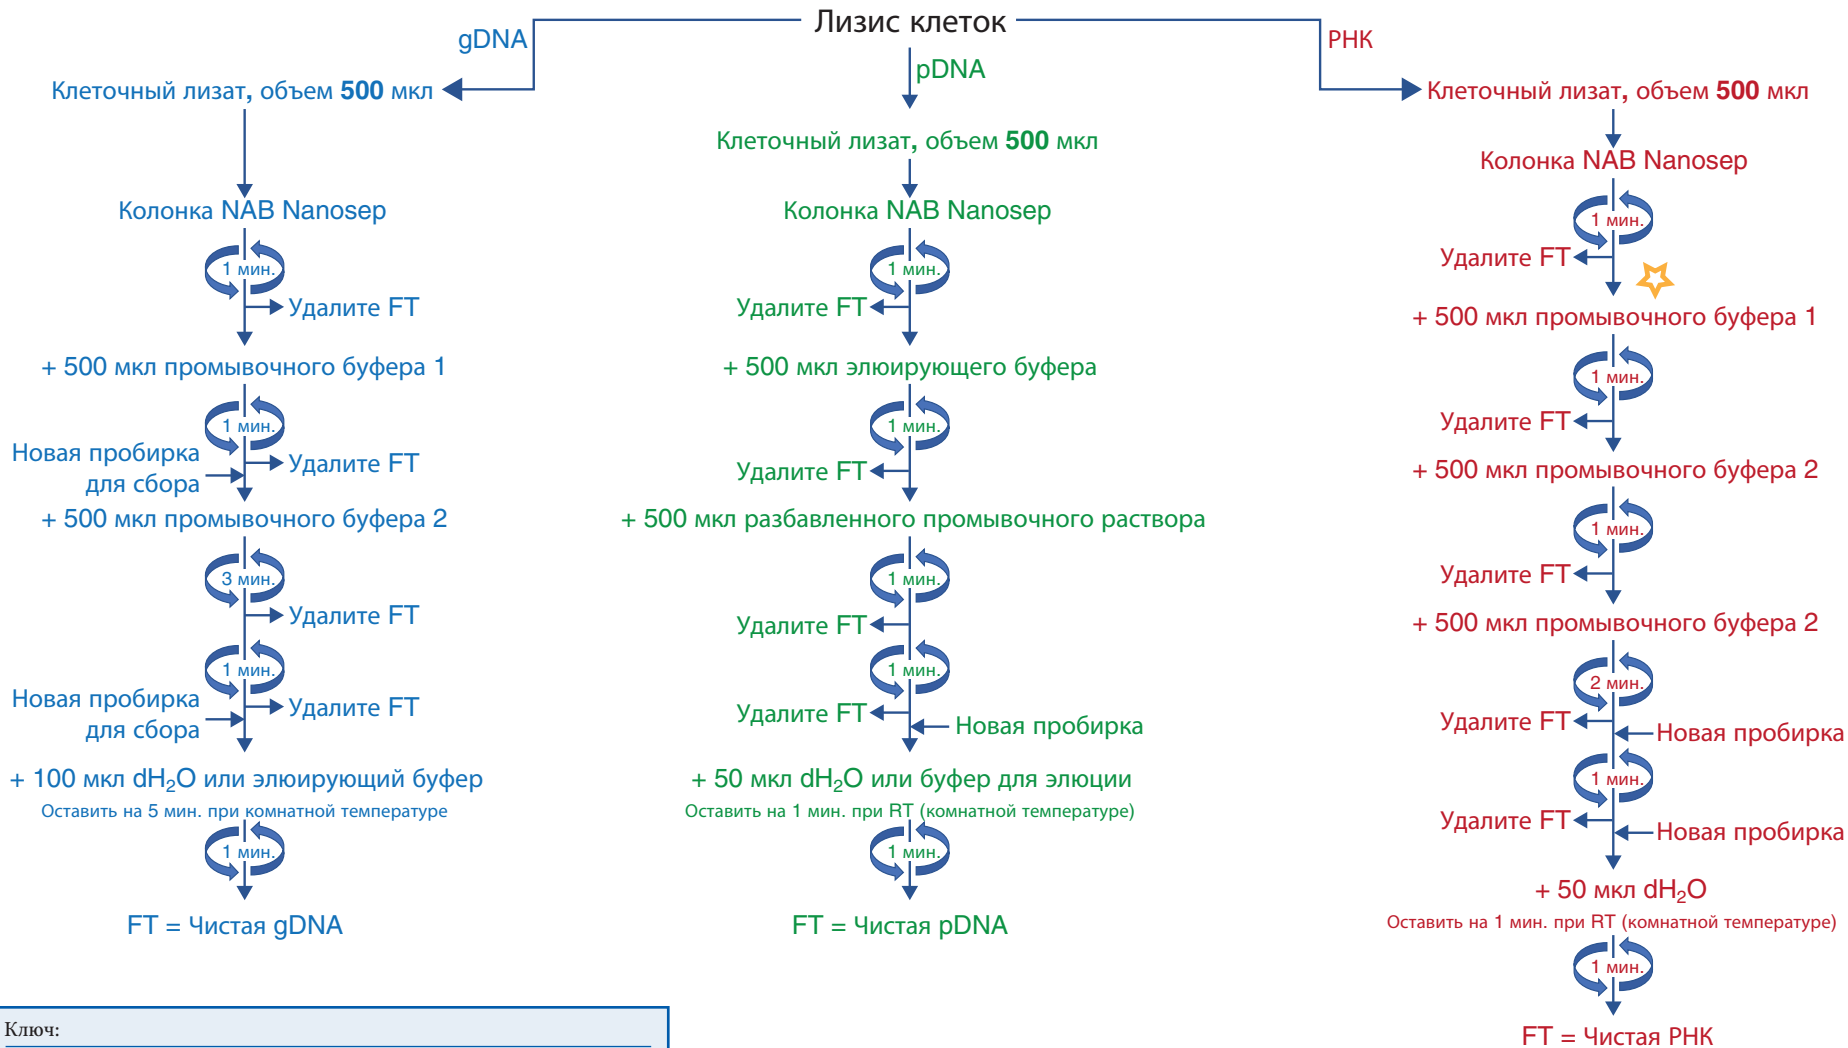 Лизис клеток
gDNA
Клеточный лизат, объем 500 мкл
Колонка NAB Nanosep
1 мин.
Удалите FT
+ 500 мкл промывочного буфера 1
1 мин.
Удалите FT
Новая пробирка
для сбора
+ 500 мкл промывочного буфера 2
3 мин.
Удалите FT
1 мин.
Удалите FT
Новая пробирка
для сбора
+ 100 мкл dH₂O или элюирующий буфер
Оставить на 5 мин. при комнатной температуре
1 мин.
FT = Чистая gDNA
pDNA
Клеточный лизат, объем 500 мкл
Колонка NAB Nanosep
1 мин.
Удалите FT
+ 500 мкл элюирующего буфера
1 мин.
Удалите FT
+ 500 мкл разбавленного промывочного раствора
1 мин.
Удалите FT
1 мин.
Удалите FT
Новая пробирка
+ 50 мкл dH₂O или буфер для элюции
Оставить на 1 мин. при RT (комнатной температуре)
1 мин.
FT = Чистая pDNA
РНК
Клеточный лизат, объем 500 мкл
Колонка NAB Nanosep
1 мин.
Удалите FT
+ 500 мкл промывочного буфера 1
1 мин.
Удалите FT
+ 500 мкл промывочного буфера 2
1 мин.
Удалите FT
+ 500 мкл промывочного буфера 2
2 мин.
Удалите FT
Новая пробирка
1 мин.
Удалите FT
Новая пробирка
+ 50 мкл dH₂O
Оставить на 1 мин. при RT (комнатной температуре)
1 мин.
FT = Чистая РНК
Ключ: